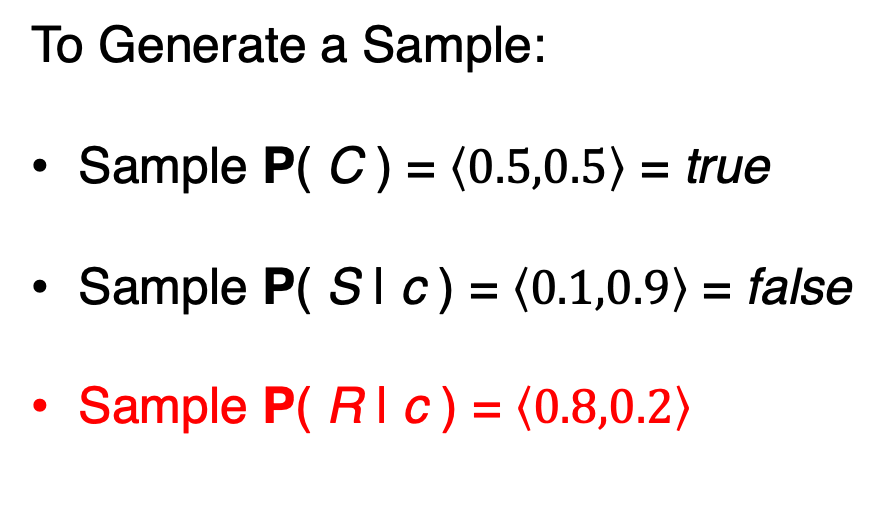 To Generate a Sample:
• Sample P( C ) = ⟨0.5,0.5⟩ = true
• Sample P( S | c ) = ⟨0.1,0.9⟩ = false
• Sample P( R | c ) = ⟨0.8,0.2⟩